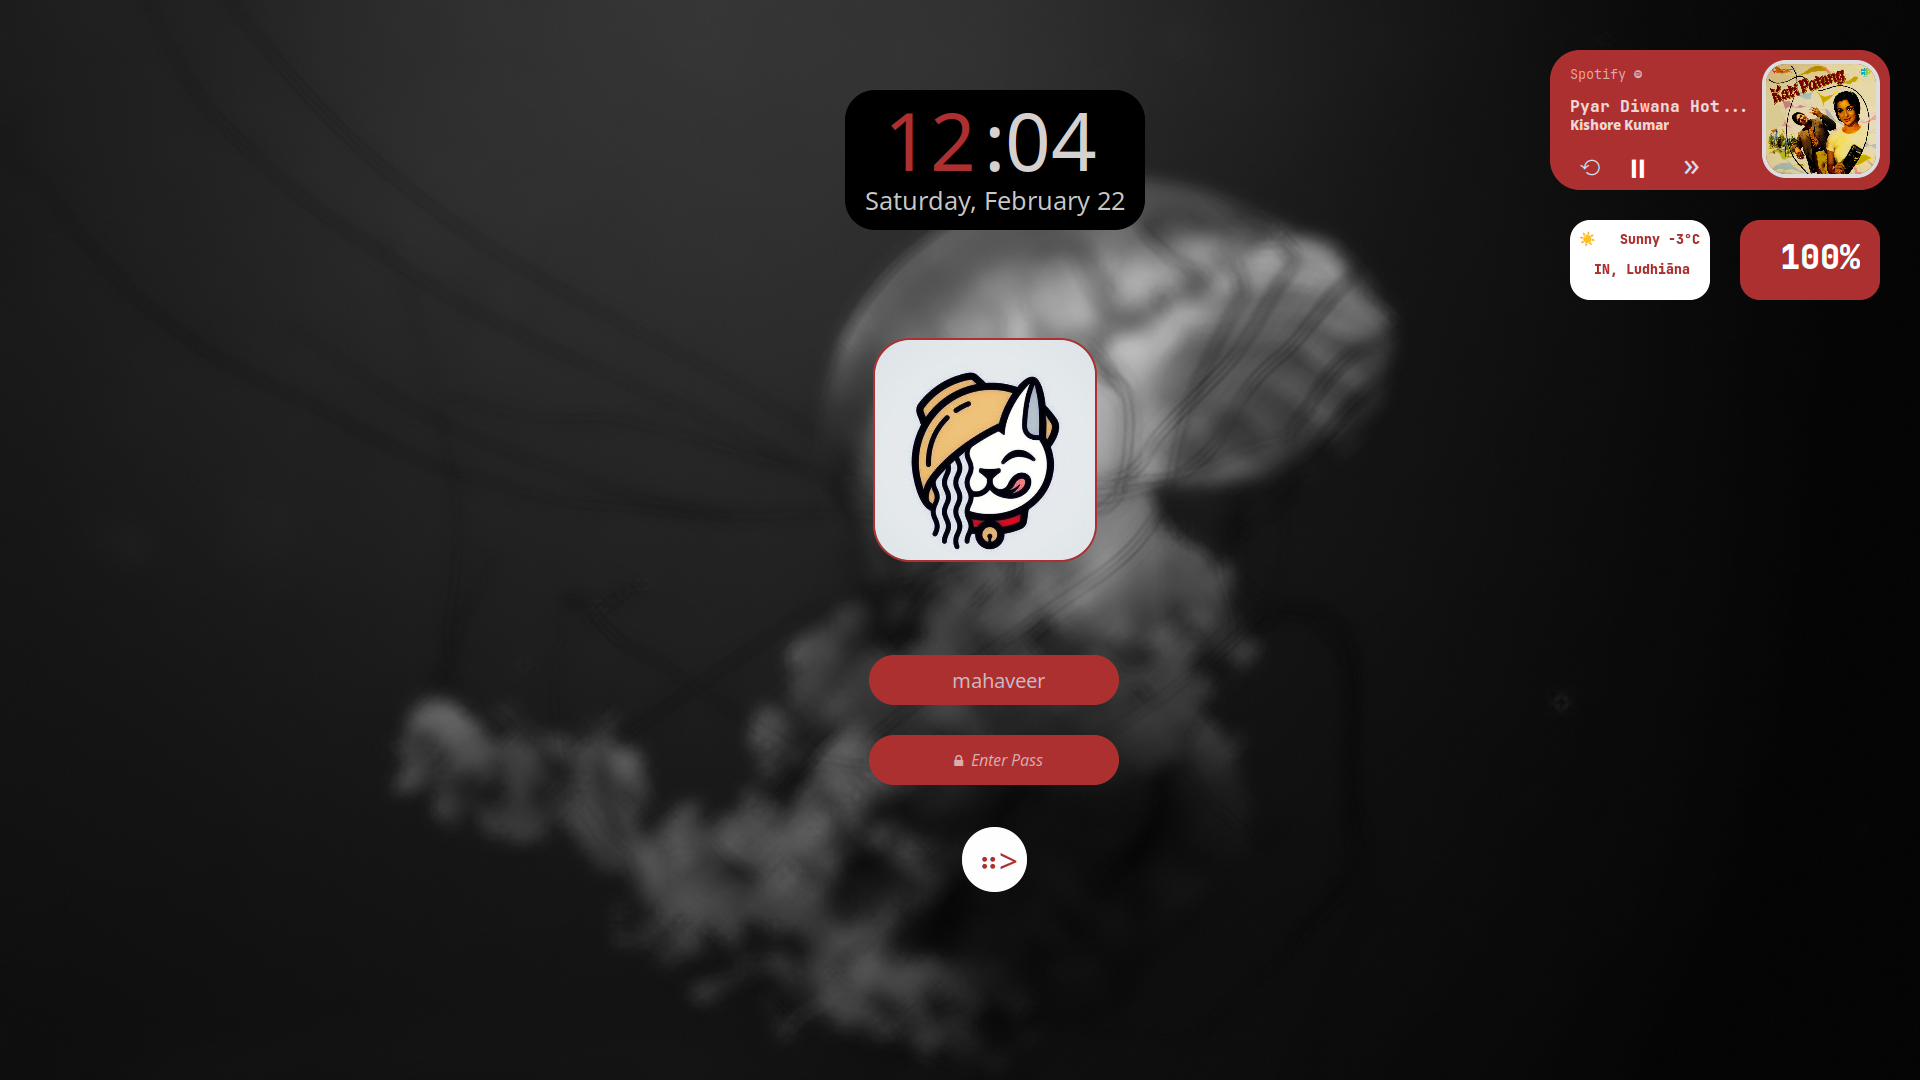 12:04
Saturday, February 22
Spotify
Pyar Diwana Hot...
Kishore Kumar
Kati Patang
Sunny -3°C
IN, Ludhiāna
100%
mahaveer
Enter Pass
::>